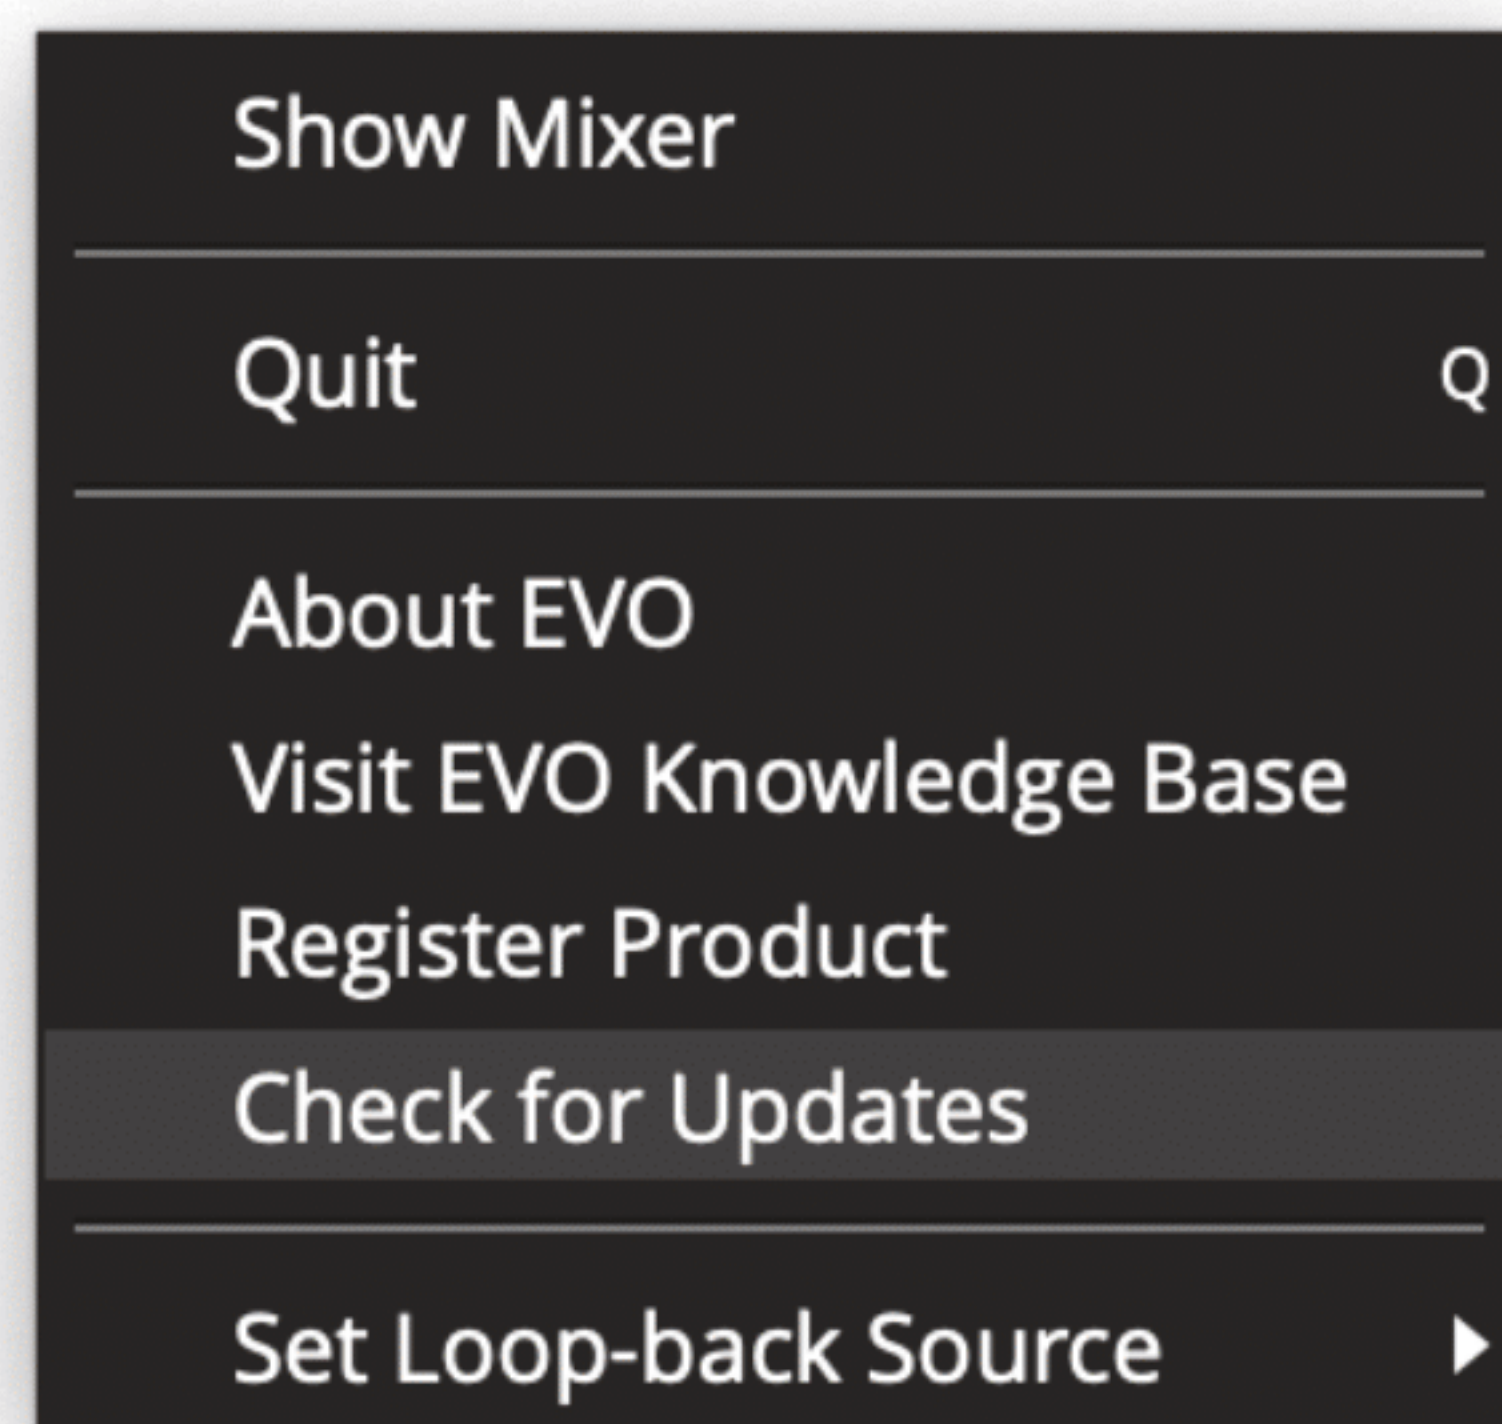 Show Mixer
Quit Q
About EVO
Visit EVO Knowledge Base
Register Product
Check for Updates
Set Loop-back Source